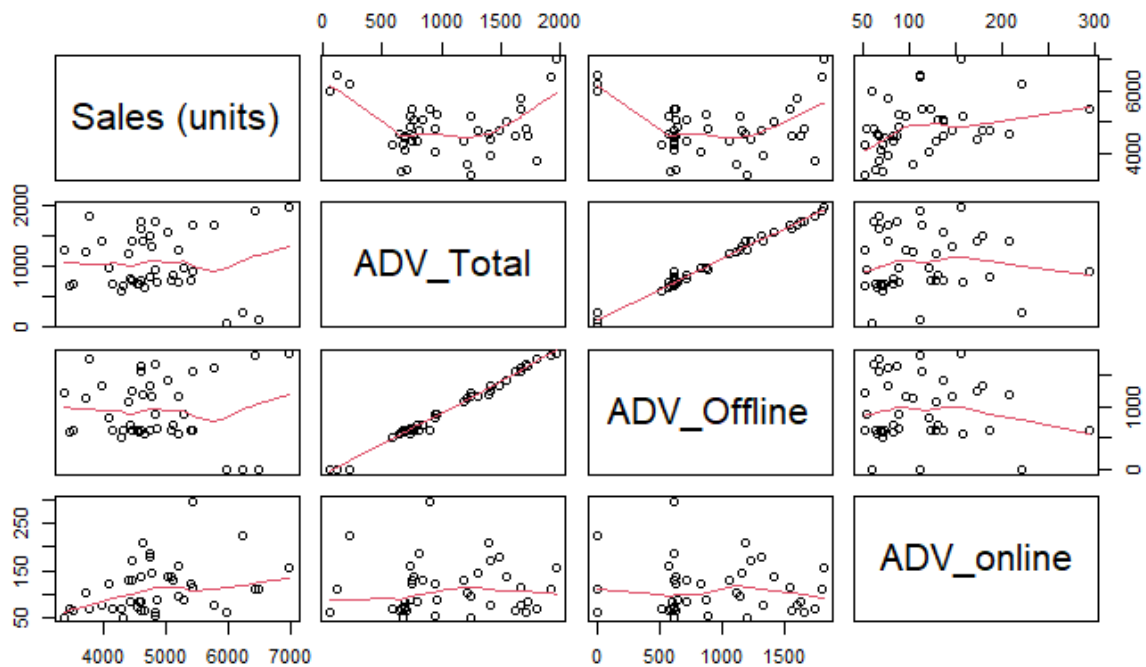 0 500 1000 1500 2000
50 100 200 300
Sales (units)
4000 6000 8000
0 1000 2000
ADV_Total
ADV_Offline
0 1000
50 150 250
ADV_online
4000 5000 6000 7000
0 500 1000 1500